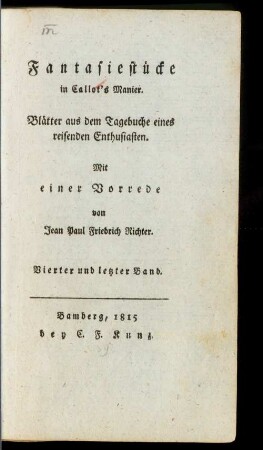 III
Fantasiestücke
in Callot's Manier.
Blätter aus dem Tagebuche eines
reisenden Enthusiasten.
Mit
einer Vorrede
von
Jean Paul Friedrich Richter.
Vierter und letzter Band.
Bamberg, 1815
bey C. F. Kunz.